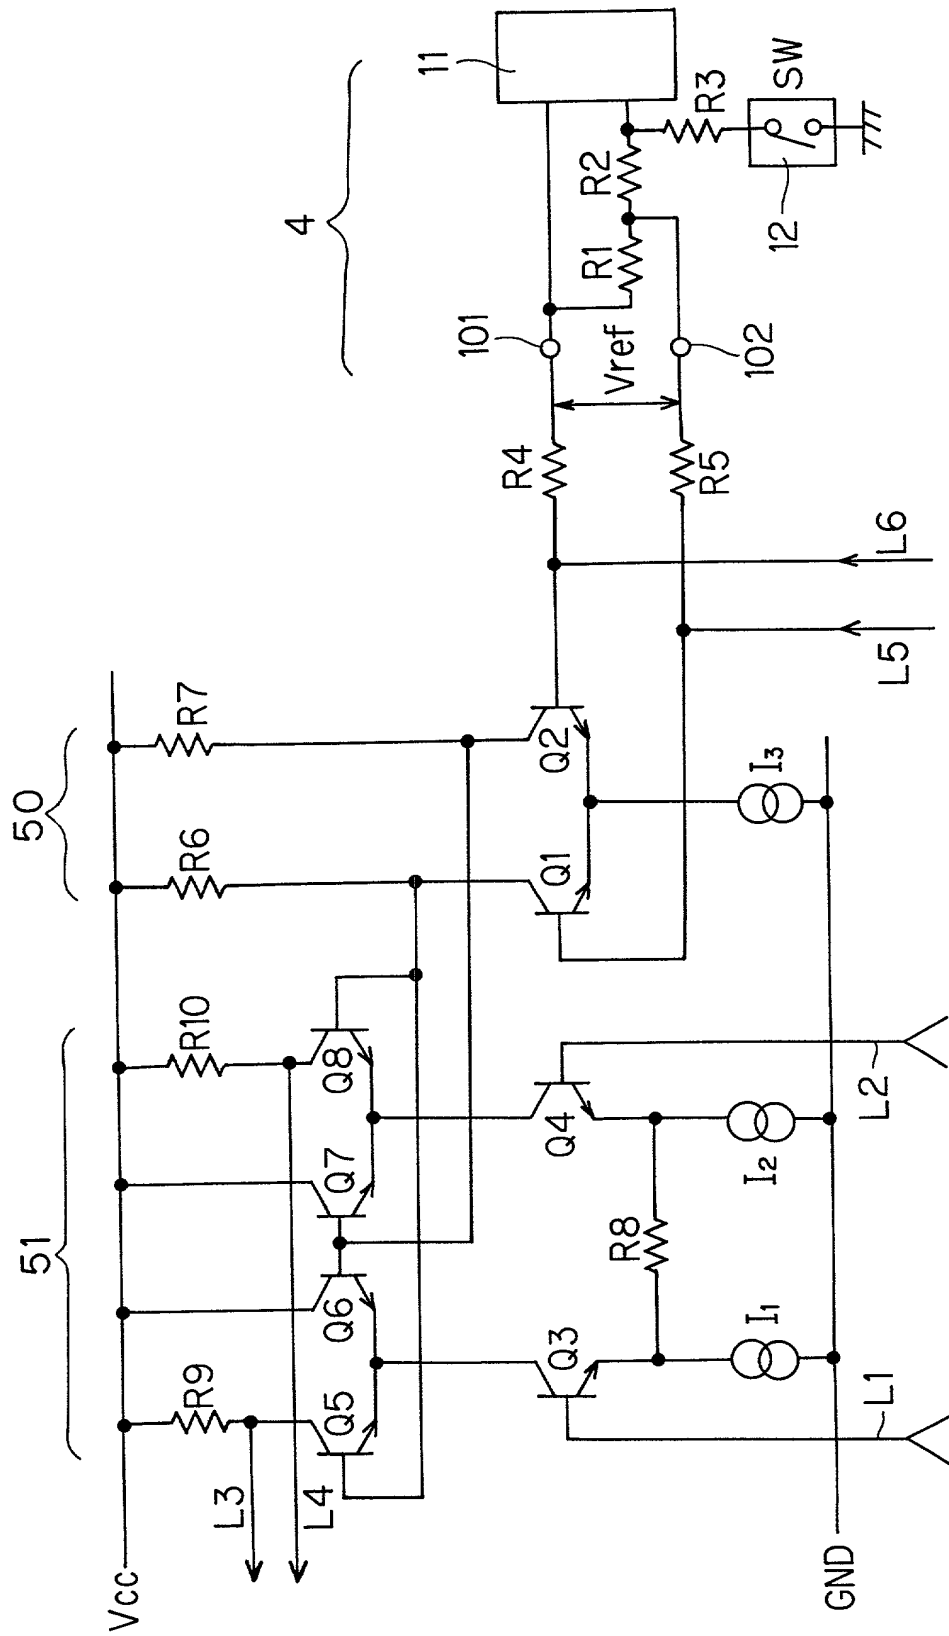 51
50
4
Vcc
R9
R10
R6
R7
L3
L4
Q5
Q6
Q7
Q8
Q3
Q4
Q1
Q2
R8
I1
I2
I3
GND
L1
L2
L5
L6
R4
R5
Vref
101
102
R1
R2
R3
11
12
SW